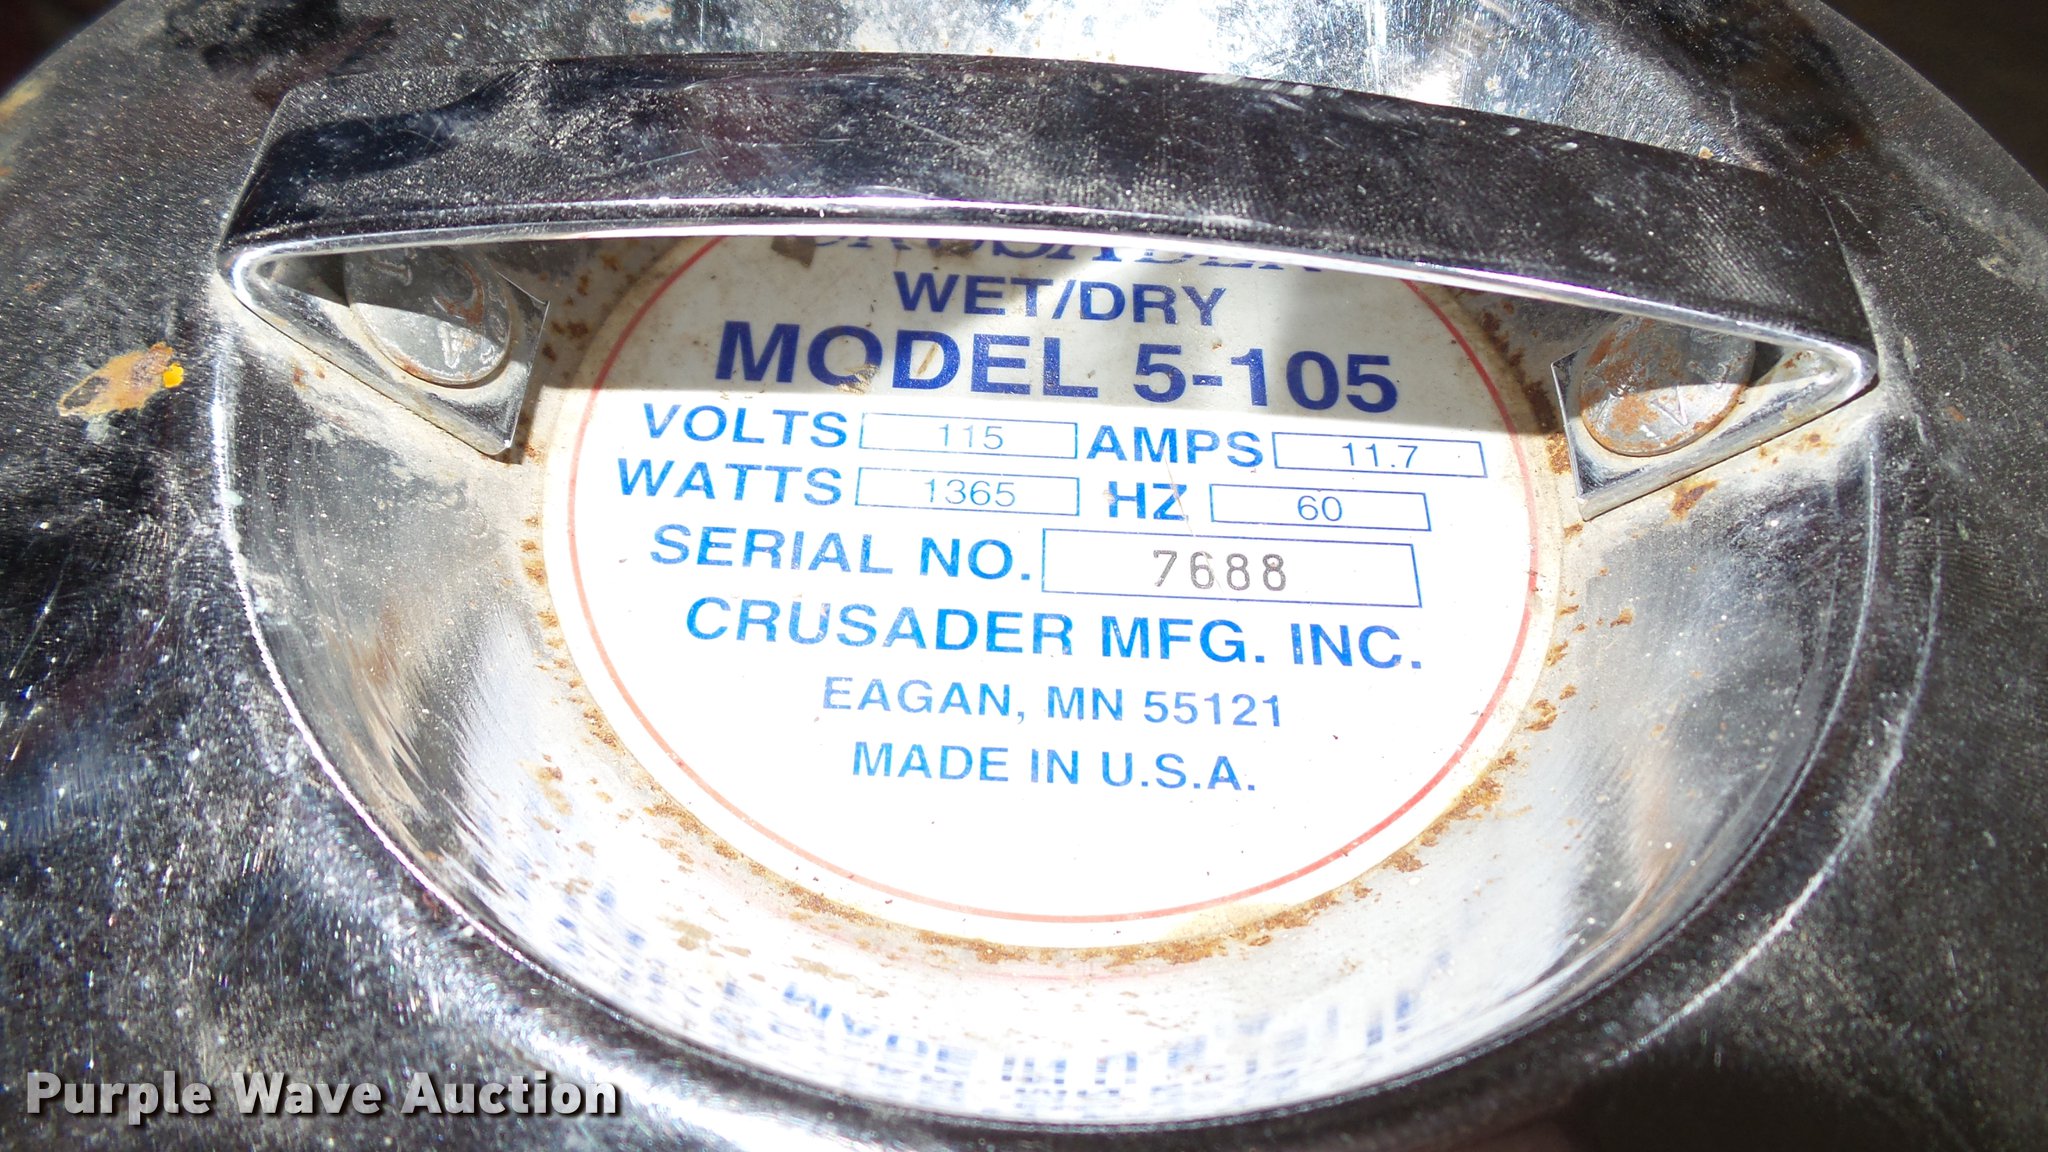 CRUSADER
WET/DRY
MODEL 5-105
VOLTS 115 AMPS 11.7
WATTS 1365 HZ 60
SERIAL NO. 7688
CRUSADER MFG. INC.
EAGAN, MN 55121
MADE IN U.S.A.
Purple Wave Auction